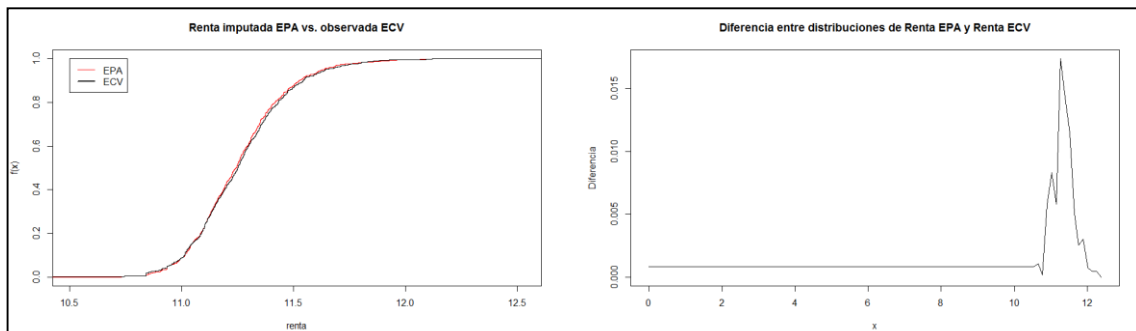 Renta imputada EPA vs. observada ECV
f(x)
1.0
0.8
0.6
0.4
0.2
0.0
EPA
ECV
10.5 11.0 11.5 12.0 12.5
renta
Diferencia entre distribuciones de Renta EPA y Renta ECV
Diferencia
0.015
0.010
0.005
0.000
0 2 4 6 8 10 12
x